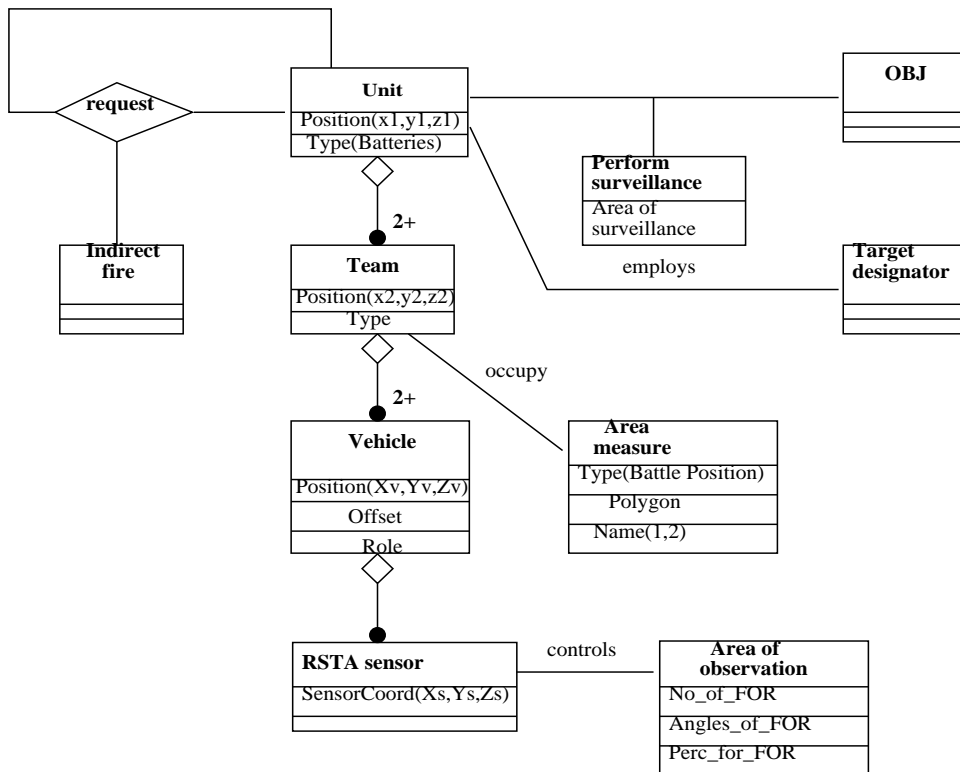 request
Unit
Position(x1,y1,z1)
Type(Batteries)
OBJ
Perform
surveillance
Area of
surveillance
2+
Indirect
fire
Team
Position(x2,y2,z2)
Type
employs
Target
designator
occupy
2+
Vehicle
Position(Xv,Yv,Zv)
Offset
Role
Area
measure
Type(Battle Position)
Polygon
Name(1,2)
RSTA sensor
SensorCoord(Xs,Ys,Zs)
controls
Area of
observation
No_of_FOR
Angles_of_FOR
Perc_for_FOR